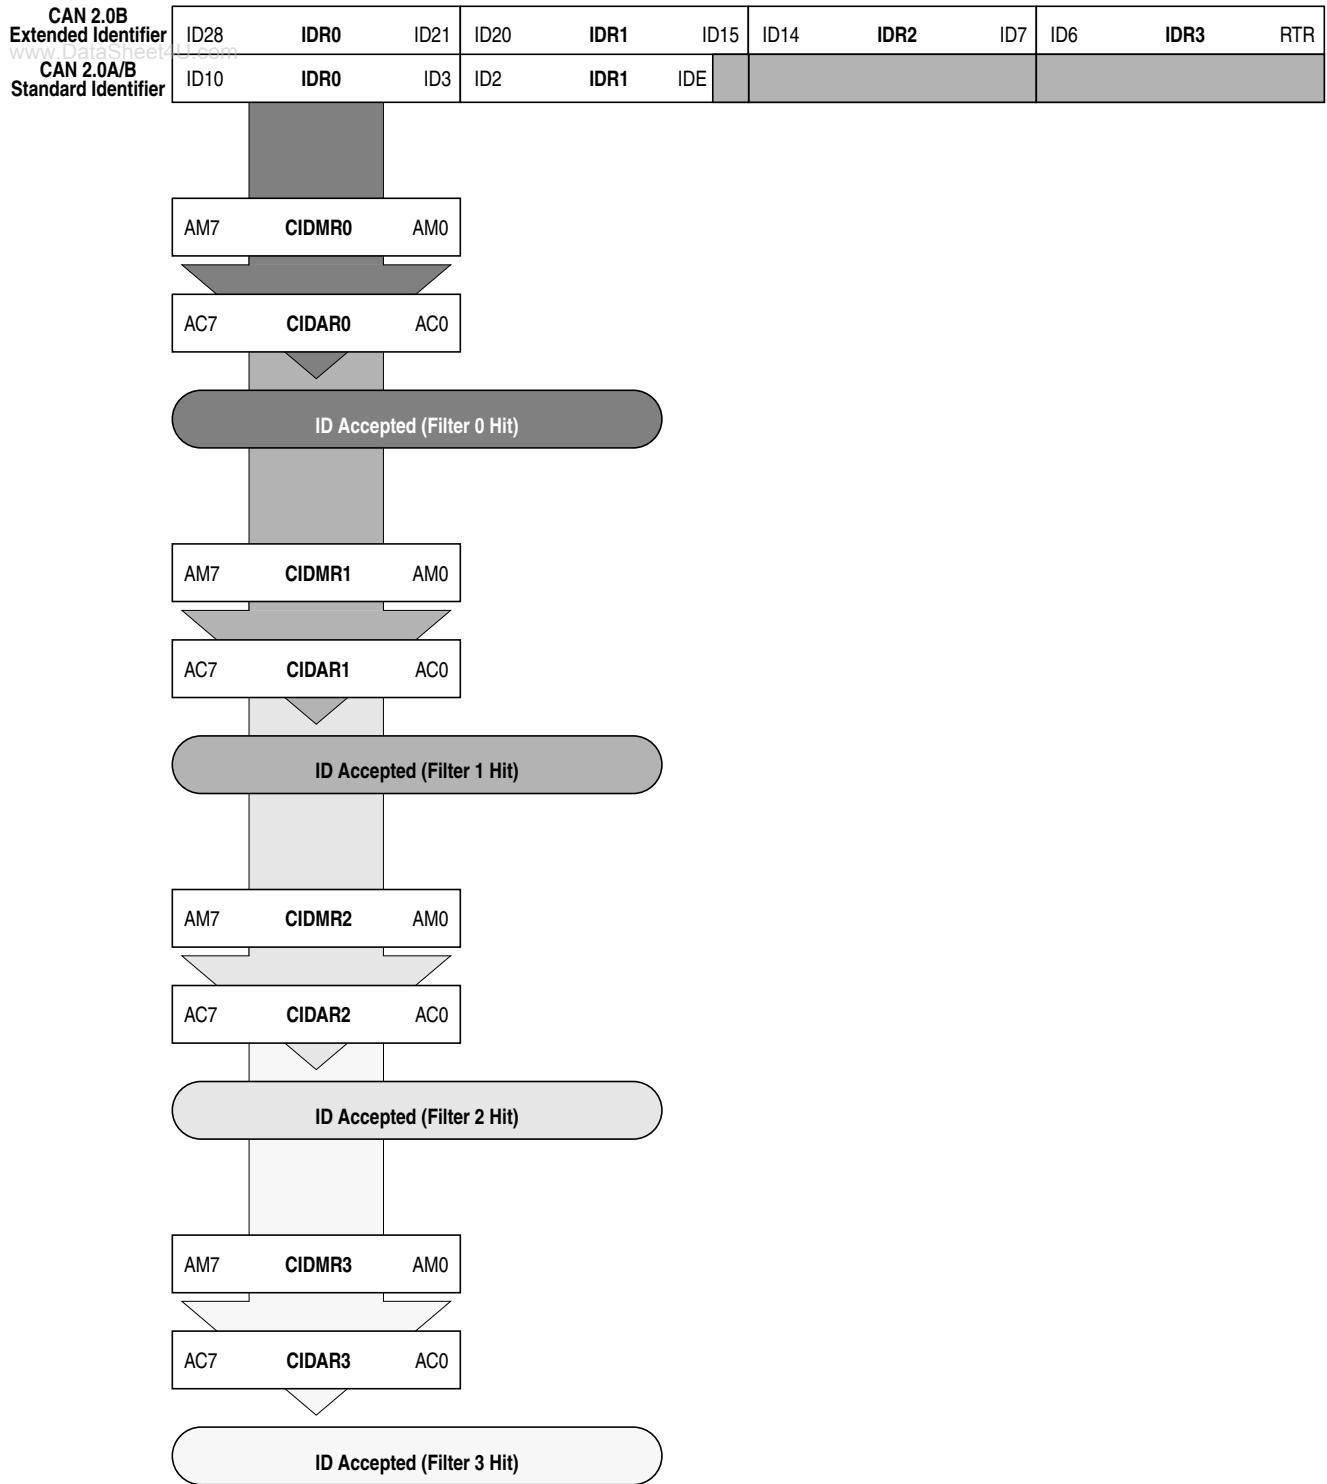 CAN 2.0B
Extended Identifier ID28 IDR0 ID21 ID20 IDR1 ID15 ID14 IDR2 ID7 ID6 IDR3 RTR
www.DataSheet4U.com
CAN 2.0A/B
Standard Identifier ID10 IDR0 ID3 ID2 IDR1 IDE
AM7 CIDMR0 AM0
AC7 CIDAR0 AC0
ID Accepted (Filter 0 Hit)
AM7 CIDMR1 AM0
AC7 CIDAR1 AC0
ID Accepted (Filter 1 Hit)
AM7 CIDMR2 AM0
AC7 CIDAR2 AC0
ID Accepted (Filter 2 Hit)
AM7 CIDMR3 AM0
AC7 CIDAR3 AC0
ID Accepted (Filter 3 Hit)